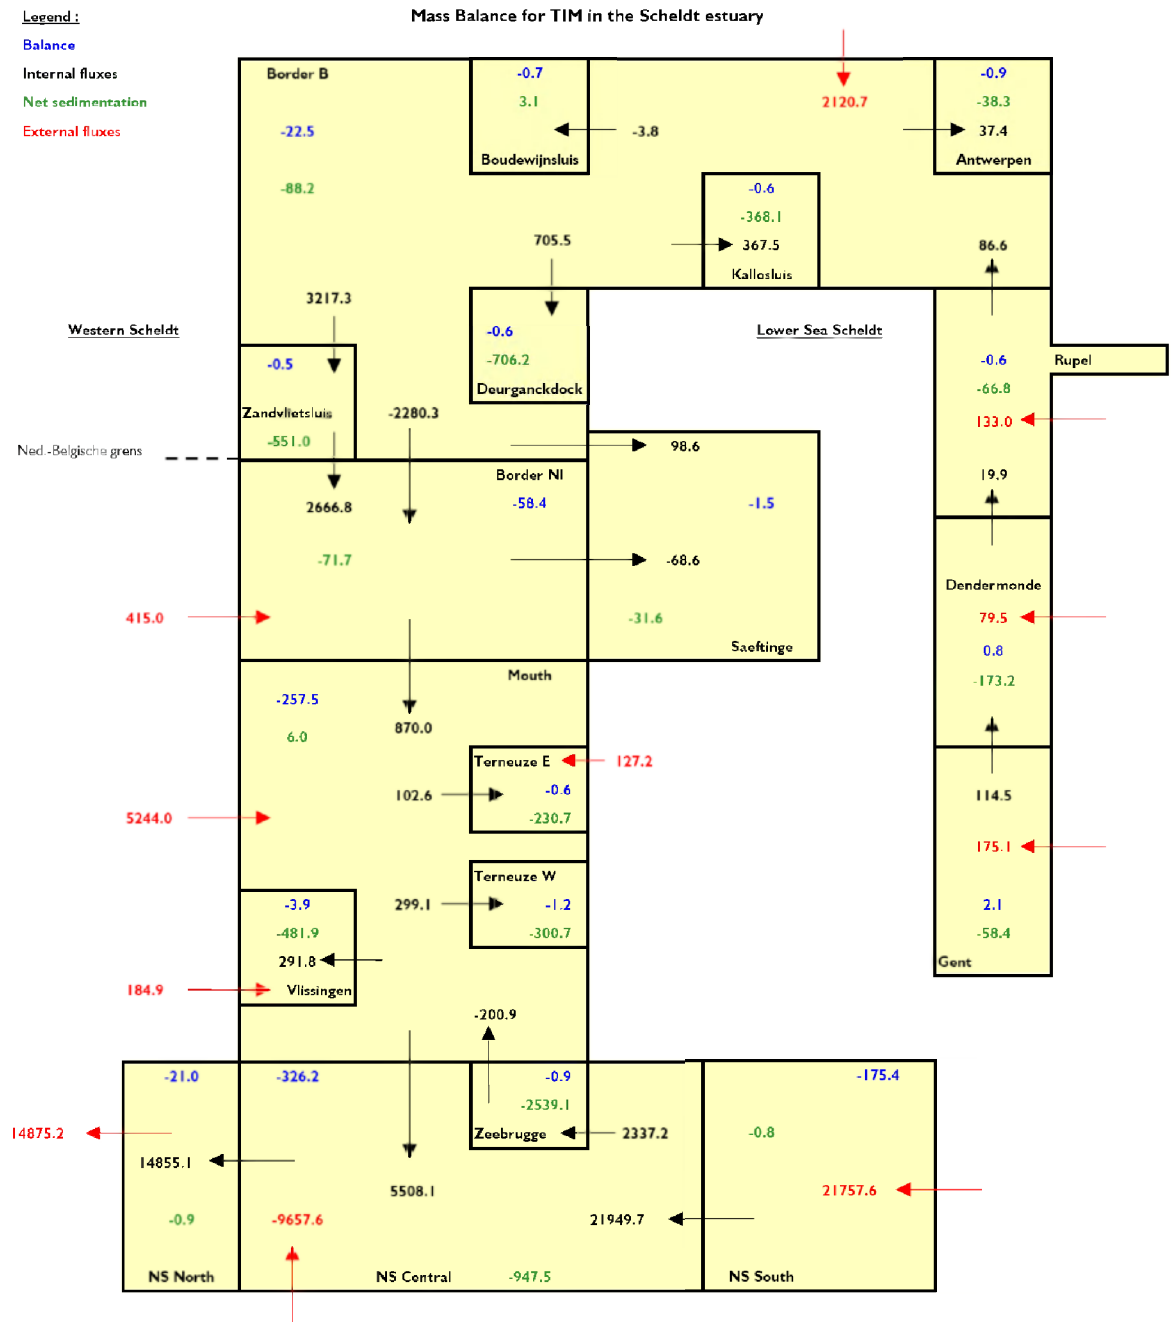 Legend :
Mass Balance for TIM in the Scheldt estuary
Balance
Internal fluxes
Net sedimentation
External fluxes
Border B
-22.5
-88.2
-0.7
3.1
-3.8
Boudewijnsluis
2120.7
-0.9
-38.3
37.4
Antwerpen
-0.6
-368.1
367.5
Kallosluis
705.5
86.6
3217.3
Western Scheldt
Lower Sea Scheldt
-0.6
-706.2
Deurganckdock
-0.5
Zandvlietsluis
-551.0
-2280.3
-0.6
Rupel
-66.8
133.0
19.9
Ned.-Belgische grens
98.6
Border Nl
-58.4
2666.8
-71.7
415.0
-1.5
-68.6
-31.6
Saeftinge
Dendermonde
79.5
0.8
-173.2
Mouth
-257.5
6.0
870.0
Terneuze E
127.2
102.6
-0.6
-230.7
5244.0
114.5
175.1
2.1
-58.4
Gent
Terneuze W
299.1
-1.2
-300.7
-3.9
-481.9
291.8
184.9
Vlissingen
-200.9
-21.0
-326.2
-0.9
-2539.1
Zeebrugge
2337.2
-175.4
-0.8
14875.2
14855.1
5508.1
21757.6
-0.9
-9657.6
21949.7
NS North
NS Central
-947.5
NS South